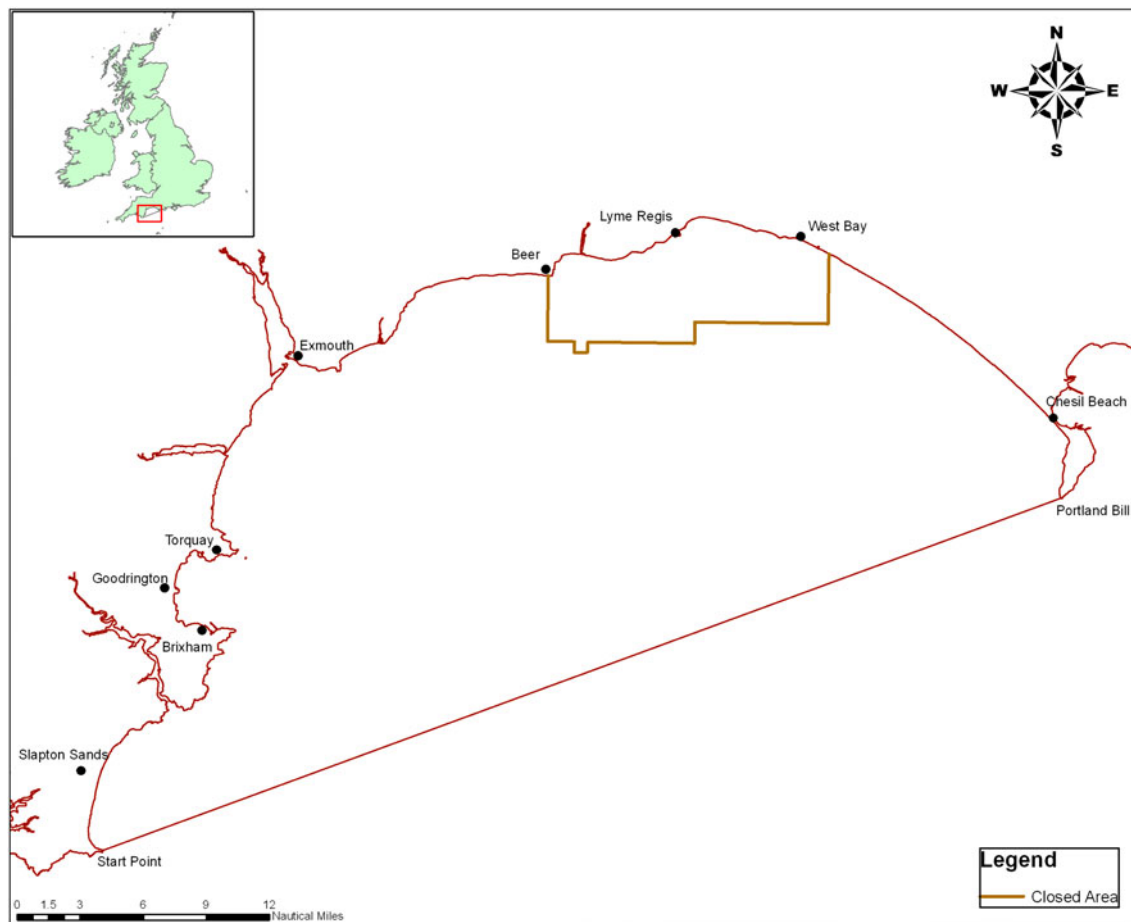 N
W E
S
Lyme Regis
West Bay
Beer
Exmouth
Chesil Beach
Portland Bill
Torquay
Goodrington
Brixham
Slapton Sands
Start Point
Legend
Closed Area
0 1.5 3 6 9 12
Nautical Miles